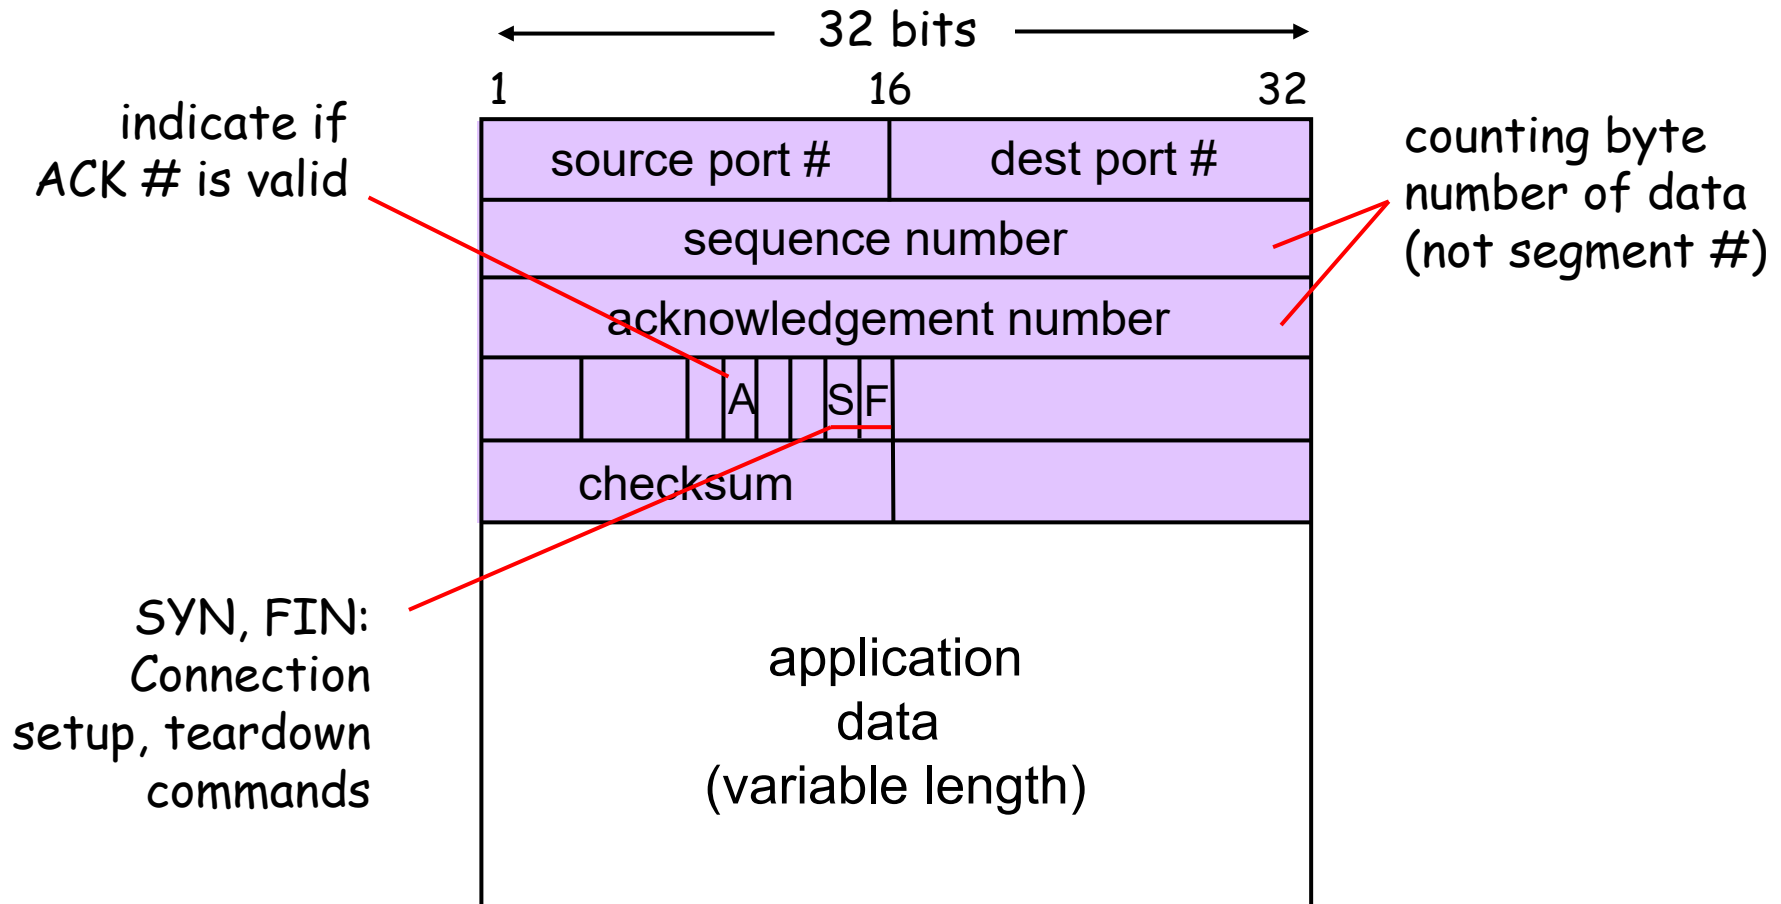 32 bits
1 16 32
indicate if
ACK # is valid
source port # dest port #
counting byte
number of data
(not segment #)
sequence number
acknowledgement number
A S F
checksum
SYN, FIN:
Connection
setup, teardown
commands
application
data
(variable length)